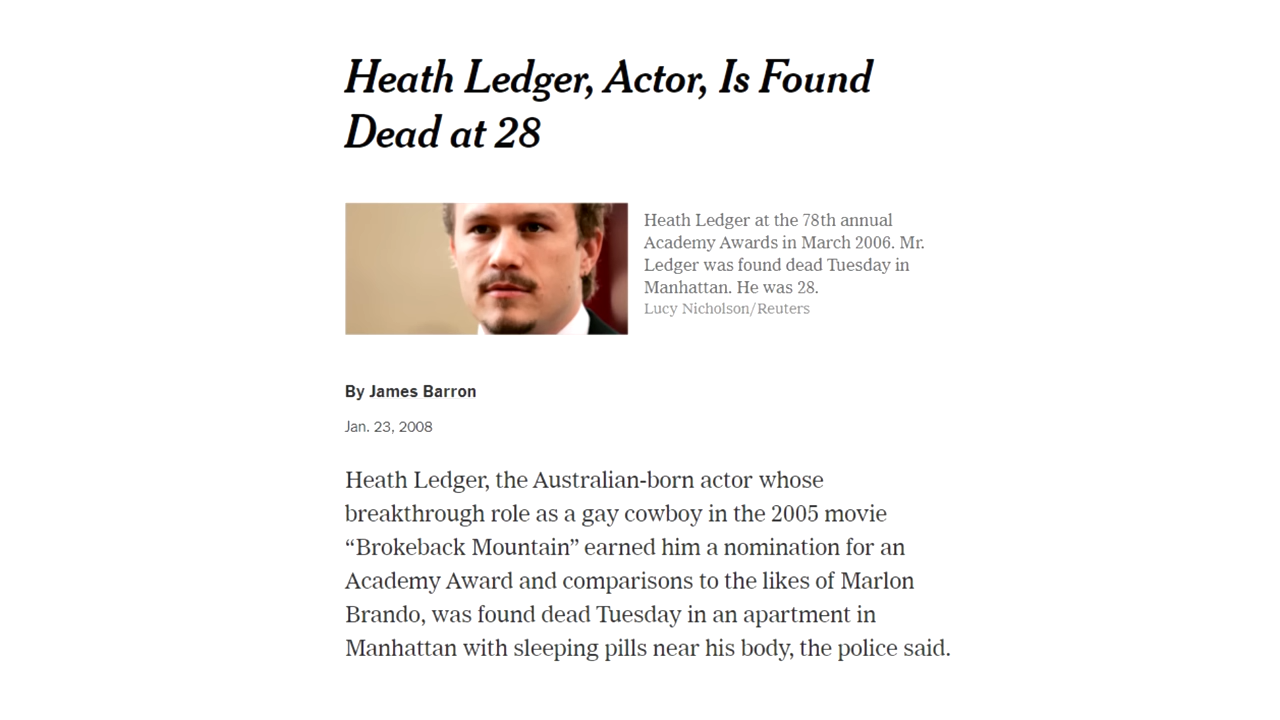 Heath Ledger, Actor, Is Found
Dead at 28
Heath Ledger at the 78th annual
Academy Awards in March 2006. Mr.
Ledger was found dead Tuesday in
Manhattan. He was 28.
Lucy Nicholson/Reuters
By James Barron
Jan. 23, 2008
Heath Ledger, the Australian-born actor whose
breakthrough role as a gay cowboy in the 2005 movie
“Brokeback Mountain” earned him a nomination for an
Academy Award and comparisons to the likes of Marlon
Brando, was found dead Tuesday in an apartment in
Manhattan with sleeping pills near his body, the police said.